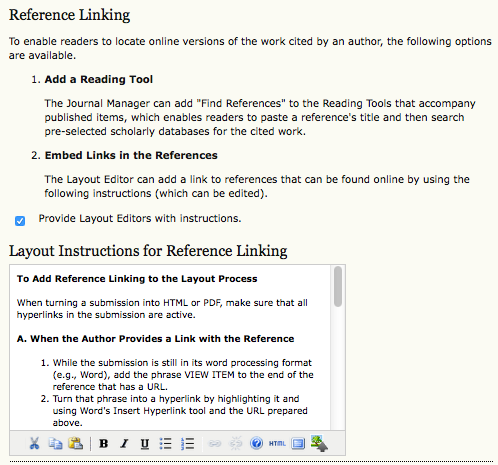 Reference Linking
To enable readers to locate online versions of the work cited by an author, the following options
are available.
1. Add a Reading Tool
The Journal Manager can add "Find References" to the Reading Tools that accompany
published items, which enables readers to paste a reference's title and then search
pre-selected scholarly databases for the cited work.
2. Embed Links in the References
The Layout Editor can add a link to references that can be found online by using the
following instructions (which can be edited).
Provide Layout Editors with instructions.
Layout Instructions for Reference Linking
To Add Reference Linking to the Layout Process
When turning a submission into HTML or PDF, make sure that all
hyperlinks in the submission are active.
A. When the Author Provides a Link with the Reference
1. While the submission is still in its word processing format
(e.g., Word), add the phrase VIEW ITEM to the end of the
reference that has a URL.
2. Turn that phrase into a hyperlink by highlighting it and
using Word's Insert Hyperlink tool and the URL prepared
above.
B I U HTML